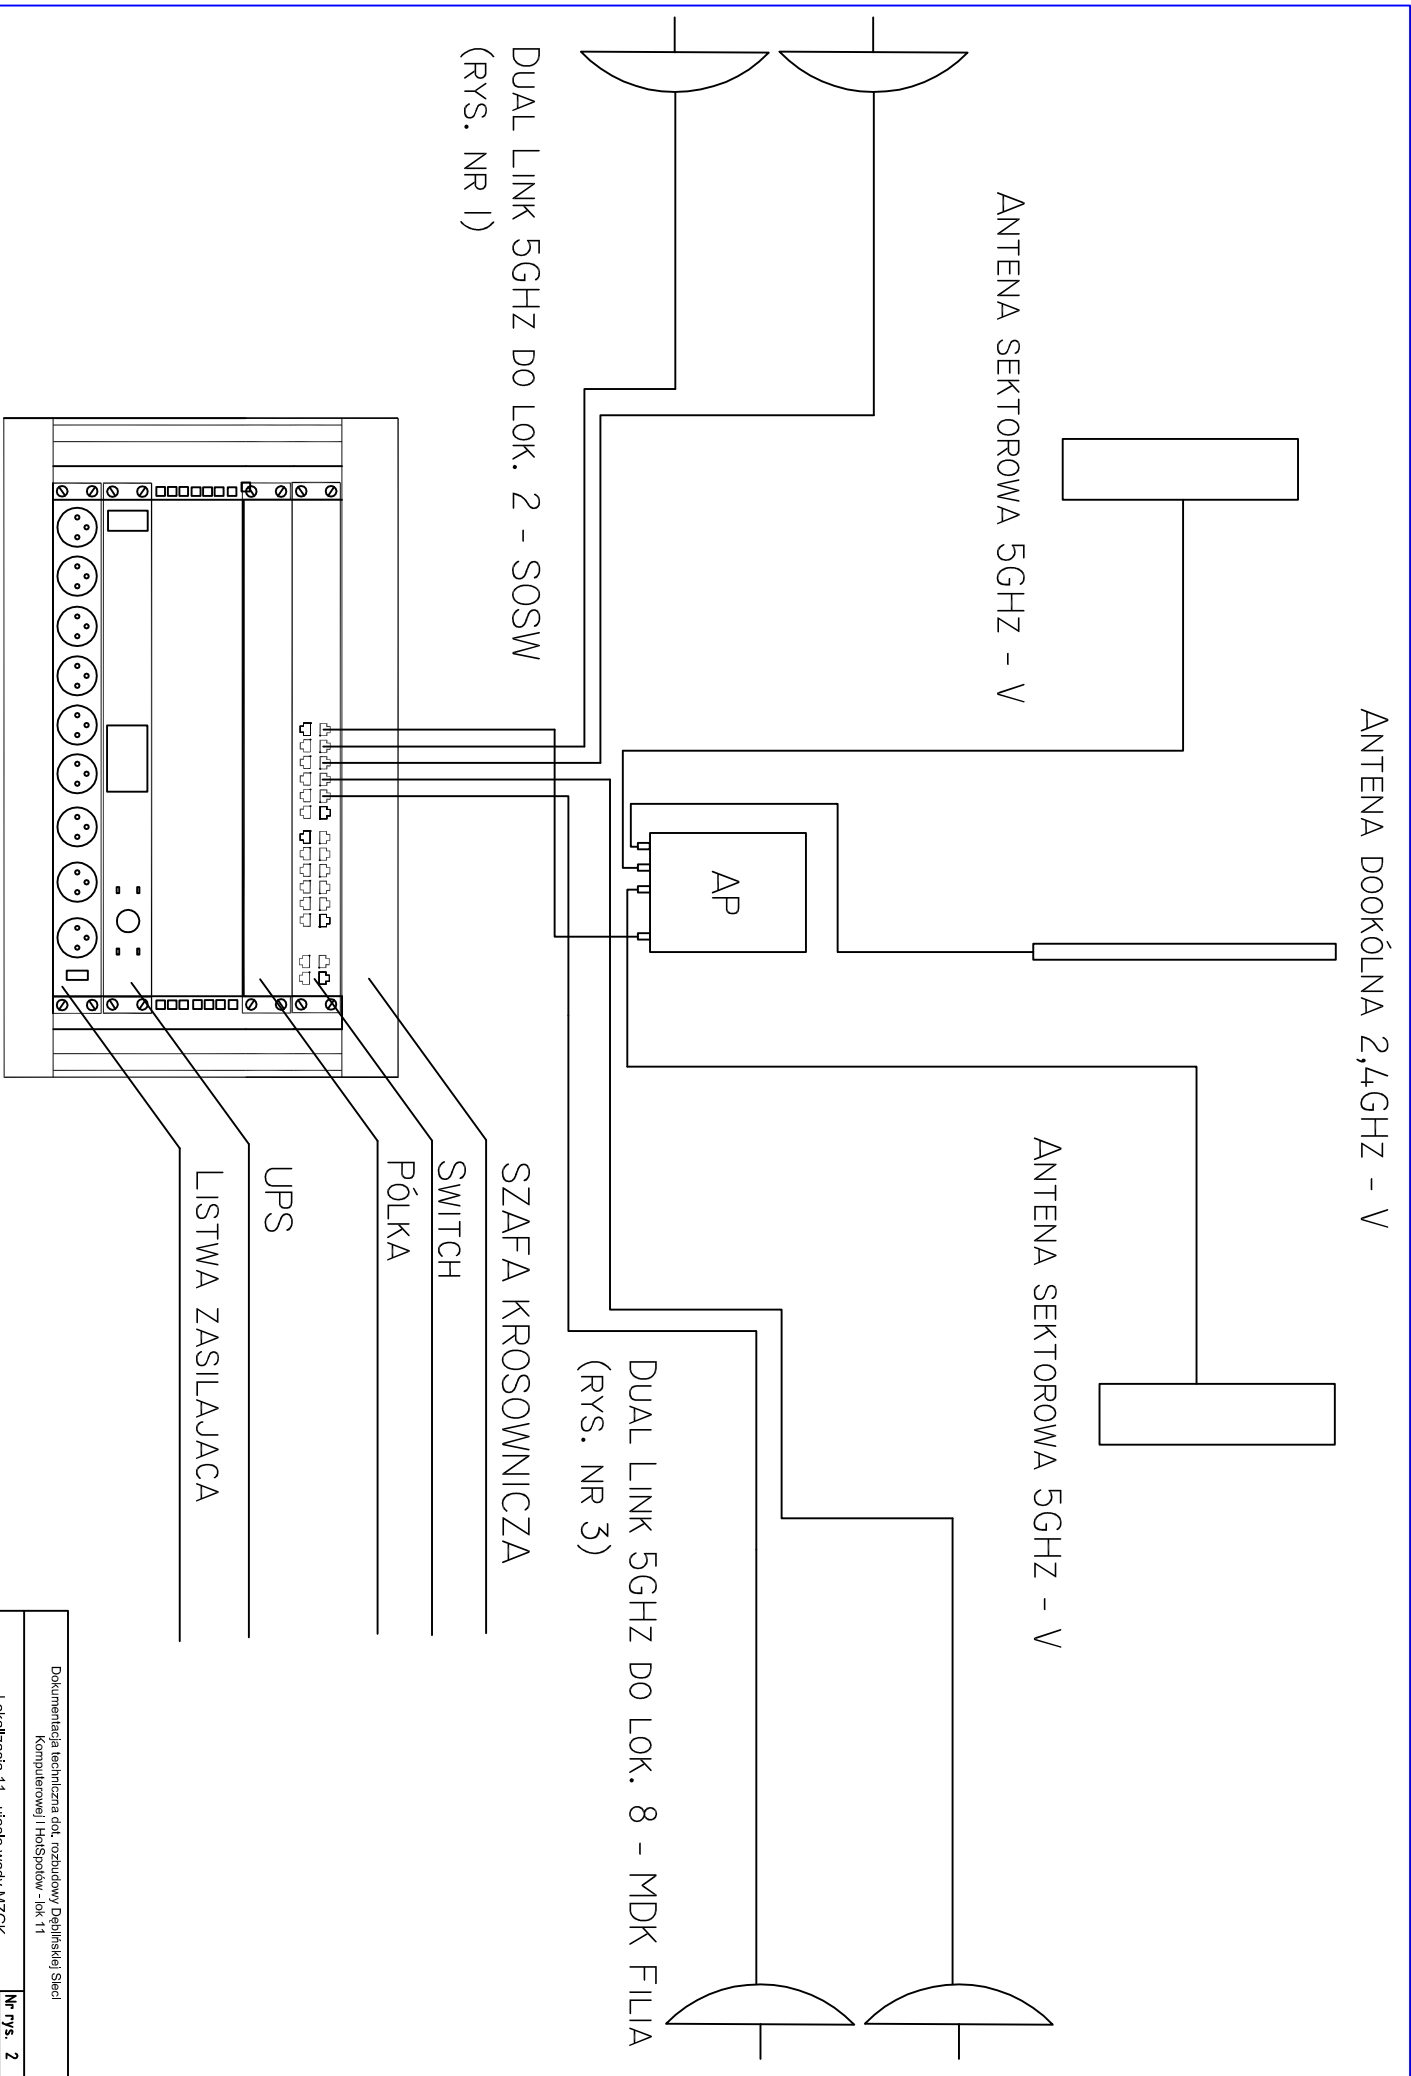 ANTENA DOOKÓLNA 2,4GHZ - V
ANTENA SEKTOROWA 5GHZ - V
ANTENA SEKTOROWA 5GHZ - V
AP
DUAL LINK 5GHZ DO LOK. 2 - SOSW
(RYS. NR 1)
DUAL LINK 5GHZ DO LOK. 8 - MDK FILIA
(RYS. NR 3)
SZAFA KROSOWNICZA
SWITCH
PÓLKA
UPS
LISTWA ZASILAJACA
Dokumentacja techniczna dot. rozbudowy Dęblińskiej Sieci
Komputerowej i HotSpotów - lok 11
Nr rys. 2